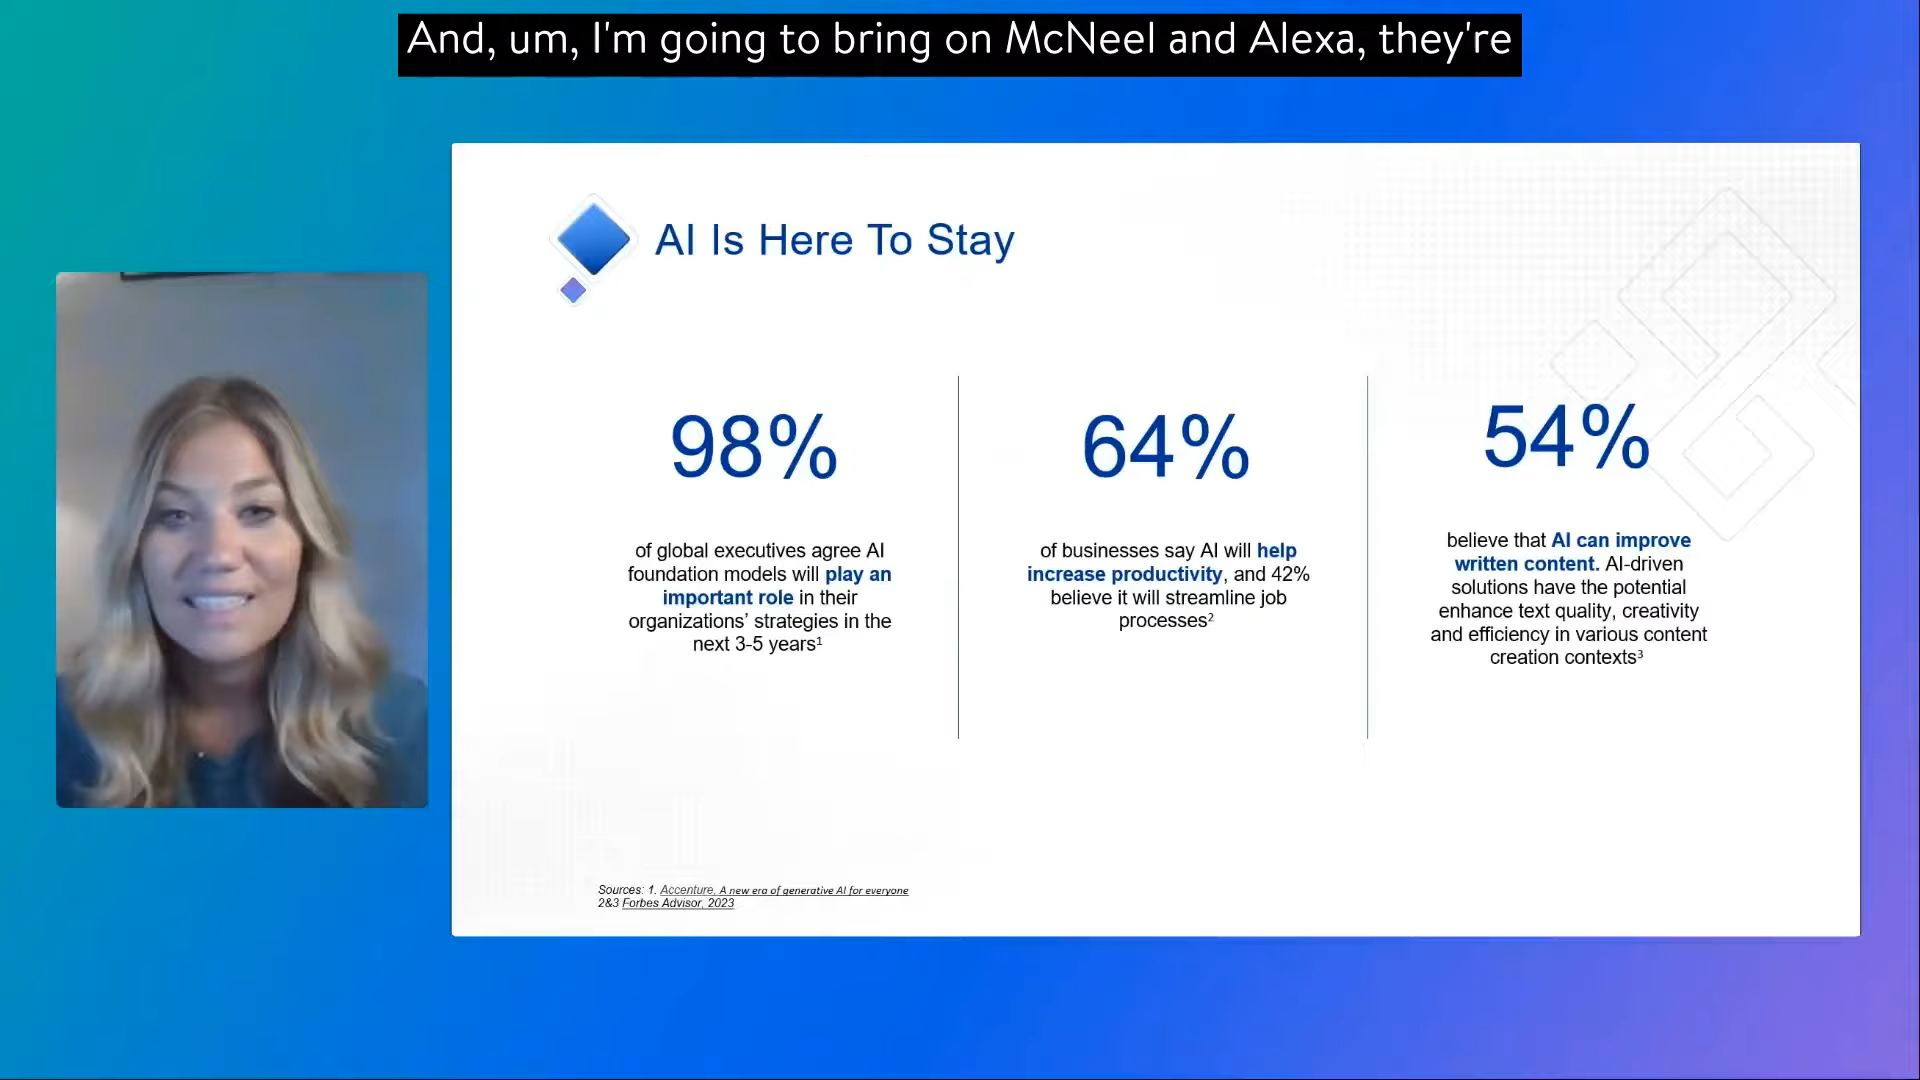 And, um, I'm going to bring on McNeel and Alexa, they're
AI Is Here To Stay
98%
of global executives agree AI
foundation models will play an
important role in their
organizations’ strategies in the
next 3-5 years¹
64%
of businesses say AI will help
increase productivity, and 42%
believe it will streamline job
processes²
54%
believe that AI can improve
written content. AI-driven
solutions have the potential
enhance text quality, creativity
and efficiency in various content
creation contexts³
Sources: 1. Accenture, A new era of generative AI for everyone
2&3 Forbes Advisor, 2023